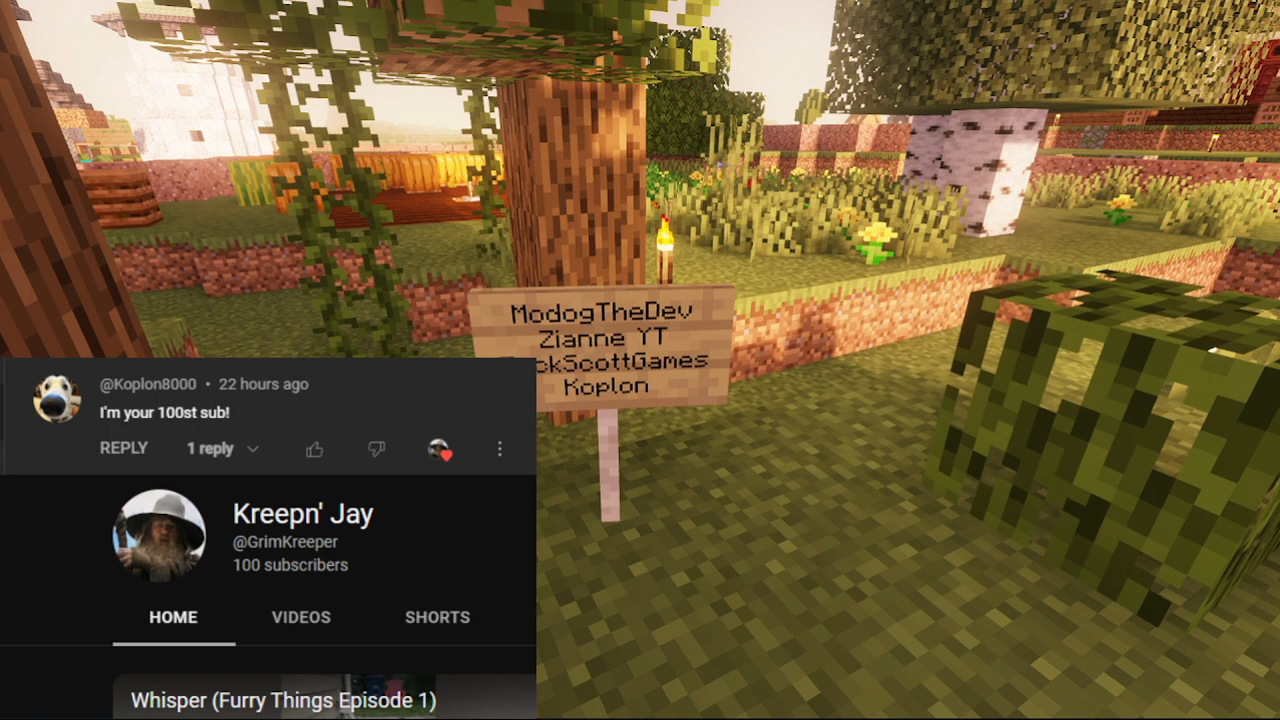 ModogTheDev
Zianne YT
ckScottGames
Koplon
@Koplon8000 • 22 hours ago
I'm your 100st sub!
REPLY
1 reply
Kreepn' Jay
@GrimKreeper
100 subscribers
HOME
VIDEOS
SHORTS
Whisper (Furry Things Episode 1)